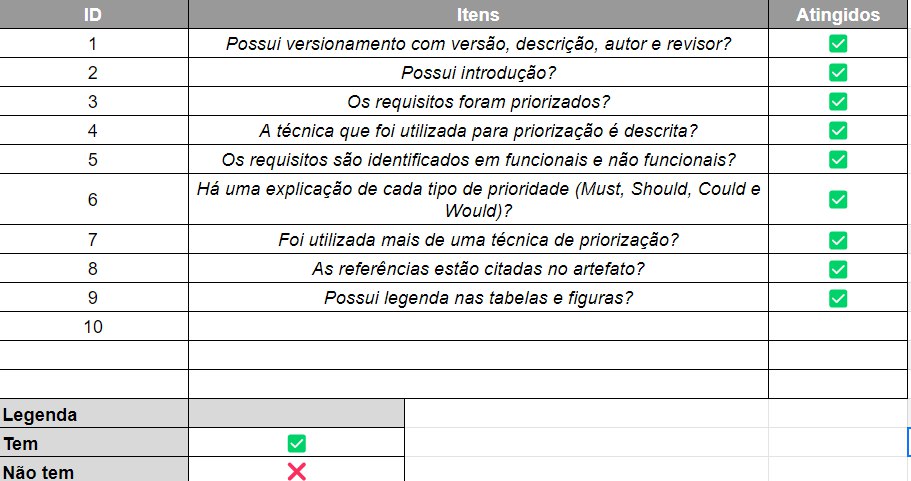 ID Itens Atingidos
1 Possui versionamento com versão, descrição, autor e revisor? ✅
2 Possui introdução? ✅
3 Os requisitos foram priorizados? ✅
4 A técnica que foi utilizada para priorização é descrita? ✅
5 Os requisitos são identificados em funcionais e não funcionais? ✅
6 Há uma explicação de cada tipo de prioridade (Must, Should, Could e
Would)? ✅
7 Foi utilizada mais de uma técnica de priorização? ✅
8 As referências estão citadas no artefato? ✅
9 Possui legenda nas tabelas e figuras? ✅
10
Legenda
Tem ✅
Não tem ❌